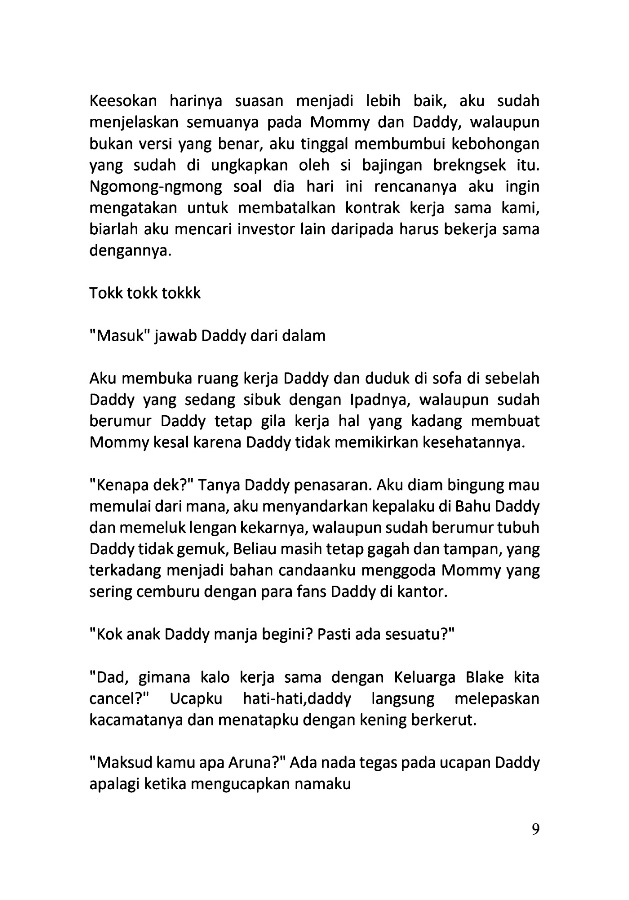 Keesokan harinya suasan menjadi lebih baik, aku sudah
menjelaskan semuanya pada Mommy dan Daddy, walaupun
bukan versi yang benar, aku tinggal membumbui kebohongan
yang sudah di ungkapkan oleh si bajingan brekngsek itu.
Ngomong-ngmong soal dia hari ini rencananya aku ingin
mengatakan untuk membatalkan kontrak kerja sama kami,
biarlah aku mencari investor lain daripada harus bekerja sama
dengannya.
Tokk tokk tokkk
"Masuk" jawab Daddy dari dalam
Aku membuka ruang kerja Daddy dan duduk di sofa di sebelah
Daddy yang sedang sibuk dengan Ipadnya, walaupun sudah
berumur Daddy tetap gila kerja hal yang kadang membuat
Mommy kesal karena Daddy tidak memikirkan kesehatannya.
"Kenapa dek?" Tanya Daddy penasaran. Aku diam bingung mau
memulai dari mana, aku menyandarkan kepalaku di Bahu Daddy
dan memeluk lengan kekarnya, walaupun sudah berumur tubuh
Daddy tidak gemuk, Beliau masih tetap gagah dan tampan, yang
terkadang menjadi bahan candaanku menggoda Mommy yang
sering cemburu dengan para fans Daddy di kantor.
"Kok anak Daddy manja begini? Pasti ada sesuatu?"
"Dad, gimana kalo kerja sama dengan Keluarga Blake kita
cancel?" Ucapku hati-hati,daddy langsung melepaskan
kacamatanya dan menatapku dengan kening berkerut.
"Maksud kamu apa Aruna?" Ada nada tegas pada ucapan Daddy
apalagi ketika mengucapkan namaku
9